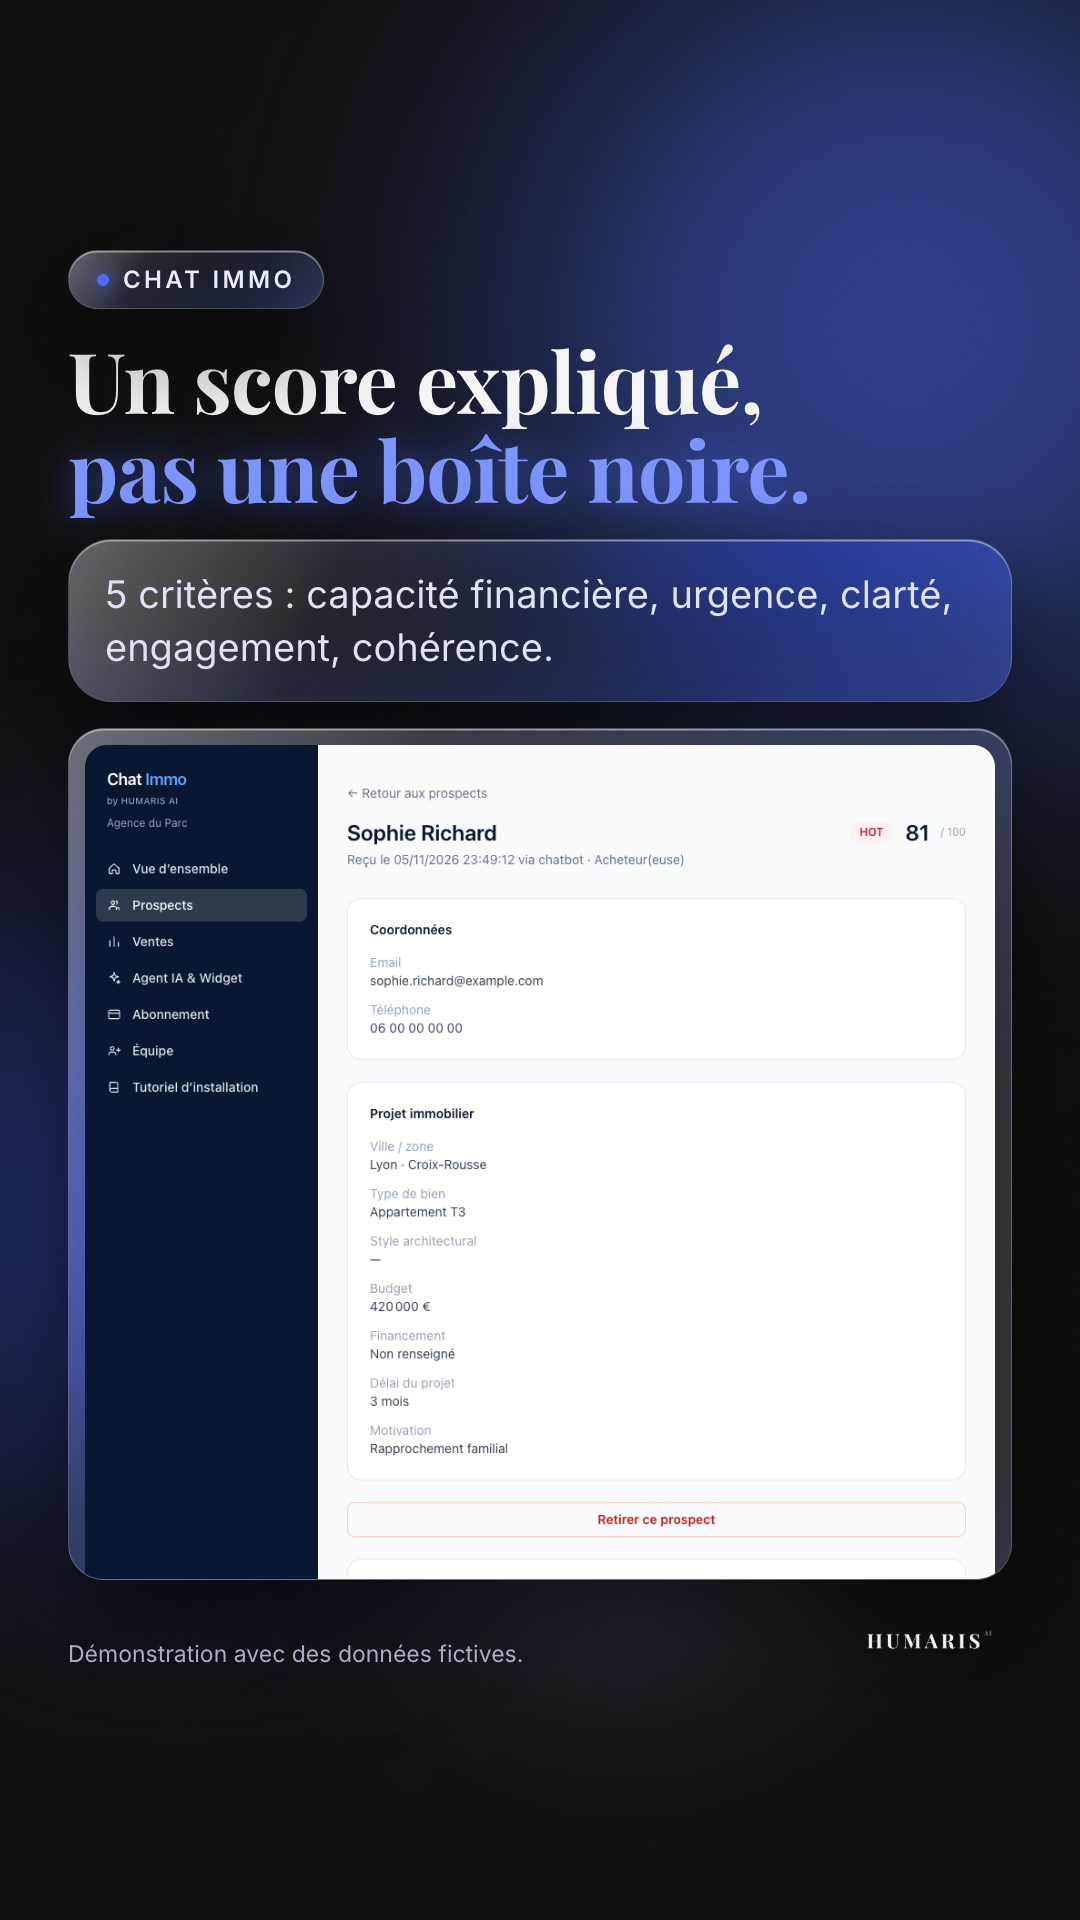 CHAT IMMO
Un score expliqué,
pas une boîte noire.
5 critères : capacité financière, urgence, clarté,
engagement, cohérence.
Chat Immo
by HUMARIS AI
Agence du Parc
Vue d'ensemble
Prospects
Ventes
Agent IA & Widget
Abonnement
Équipe
Tutoriel d'installation
← Retour aux prospects
Sophie Richard
HOT 81 / 100
Reçu le 05/11/2026 23:49:12 via chatbot · Acheteur(euse)
Coordonnées
Email
sophie.richard@example.com
Téléphone
06 00 00 00 00
Projet immobilier
Ville / zone
Lyon · Croix-Rousse
Type de bien
Appartement T3
Style architectural
—
Budget
420 000 €
Financement
Non renseigné
Délai du projet
3 mois
Motivation
Rapprochement familial
Retirer ce prospect
Démonstration avec des données fictives.
HUMARIS AI